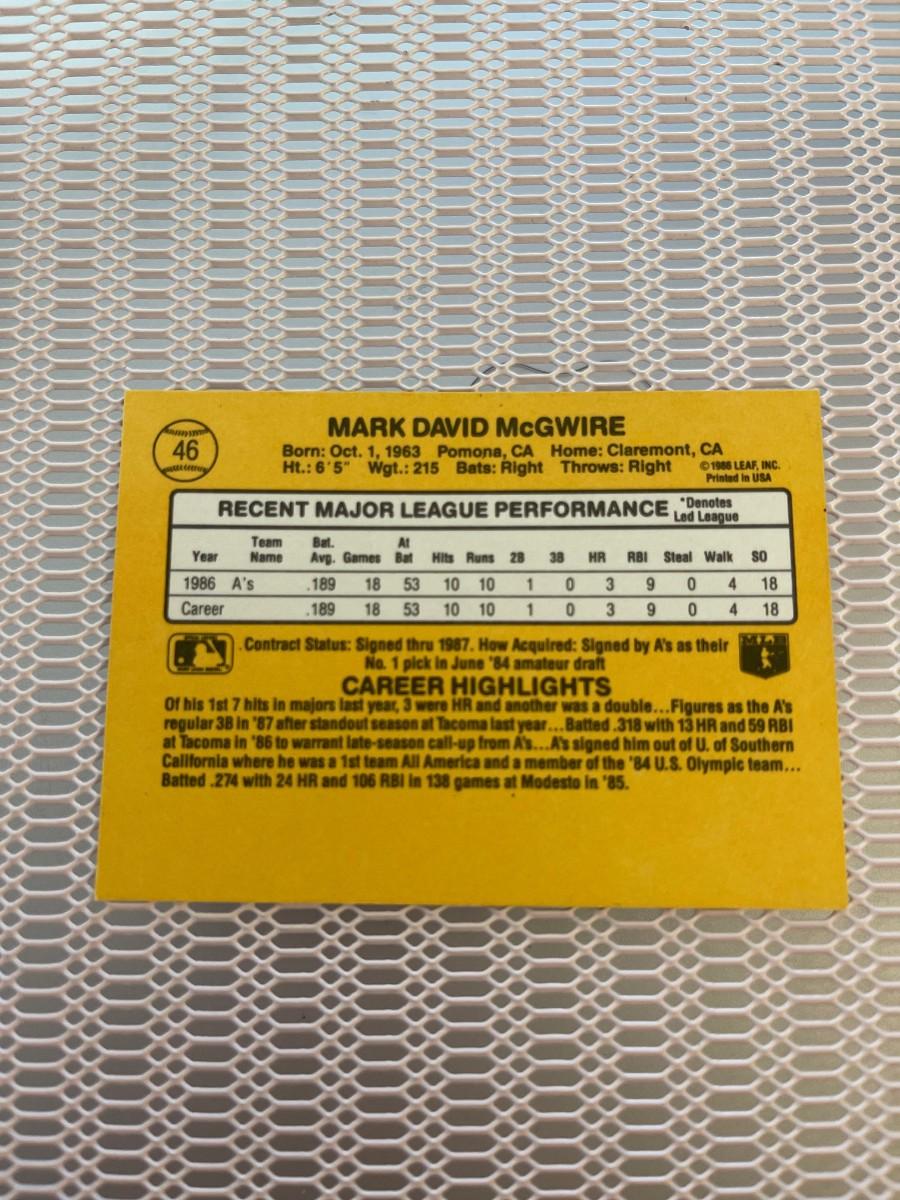 46
MARK DAVID McGWIRE
Born: Oct. 1, 1963 Pomona, CA Home: Claremont, CA
Ht.: 6'5" Wgt.: 215 Bats: Right Throws: Right
©1986 LEAF, INC.
Printed in USA
RECENT MAJOR LEAGUE PERFORMANCE *Denotes Led League
Year Team Name Bat. Avg. Games At Bat Hits Runs 2B 3B HR RBI Steal Walk SO
1986 A's .189 18 53 10 10 1 0 3 9 0 4 18
Career .189 18 53 10 10 1 0 3 9 0 4 18
Contract Status: Signed thru 1987. How Acquired: Signed by A's as their
No. 1 pick in June '84 amateur draft
CAREER HIGHLIGHTS
Of his 1st 7 hits in majors last year, 3 were HR and another was a double...Figures as the A's
regular 3B in '87 after standout season at Tacoma last year...Batted .318 with 13 HR and 59 RBI
at Tacoma in '86 to warrant late-season call-up from A's...A's signed him out of U. of Southern
California where he was a 1st team All America and a member of the '84 U.S. Olympic team...
Batted .274 with 24 HR and 106 RBI in 138 games at Modesto in '85.